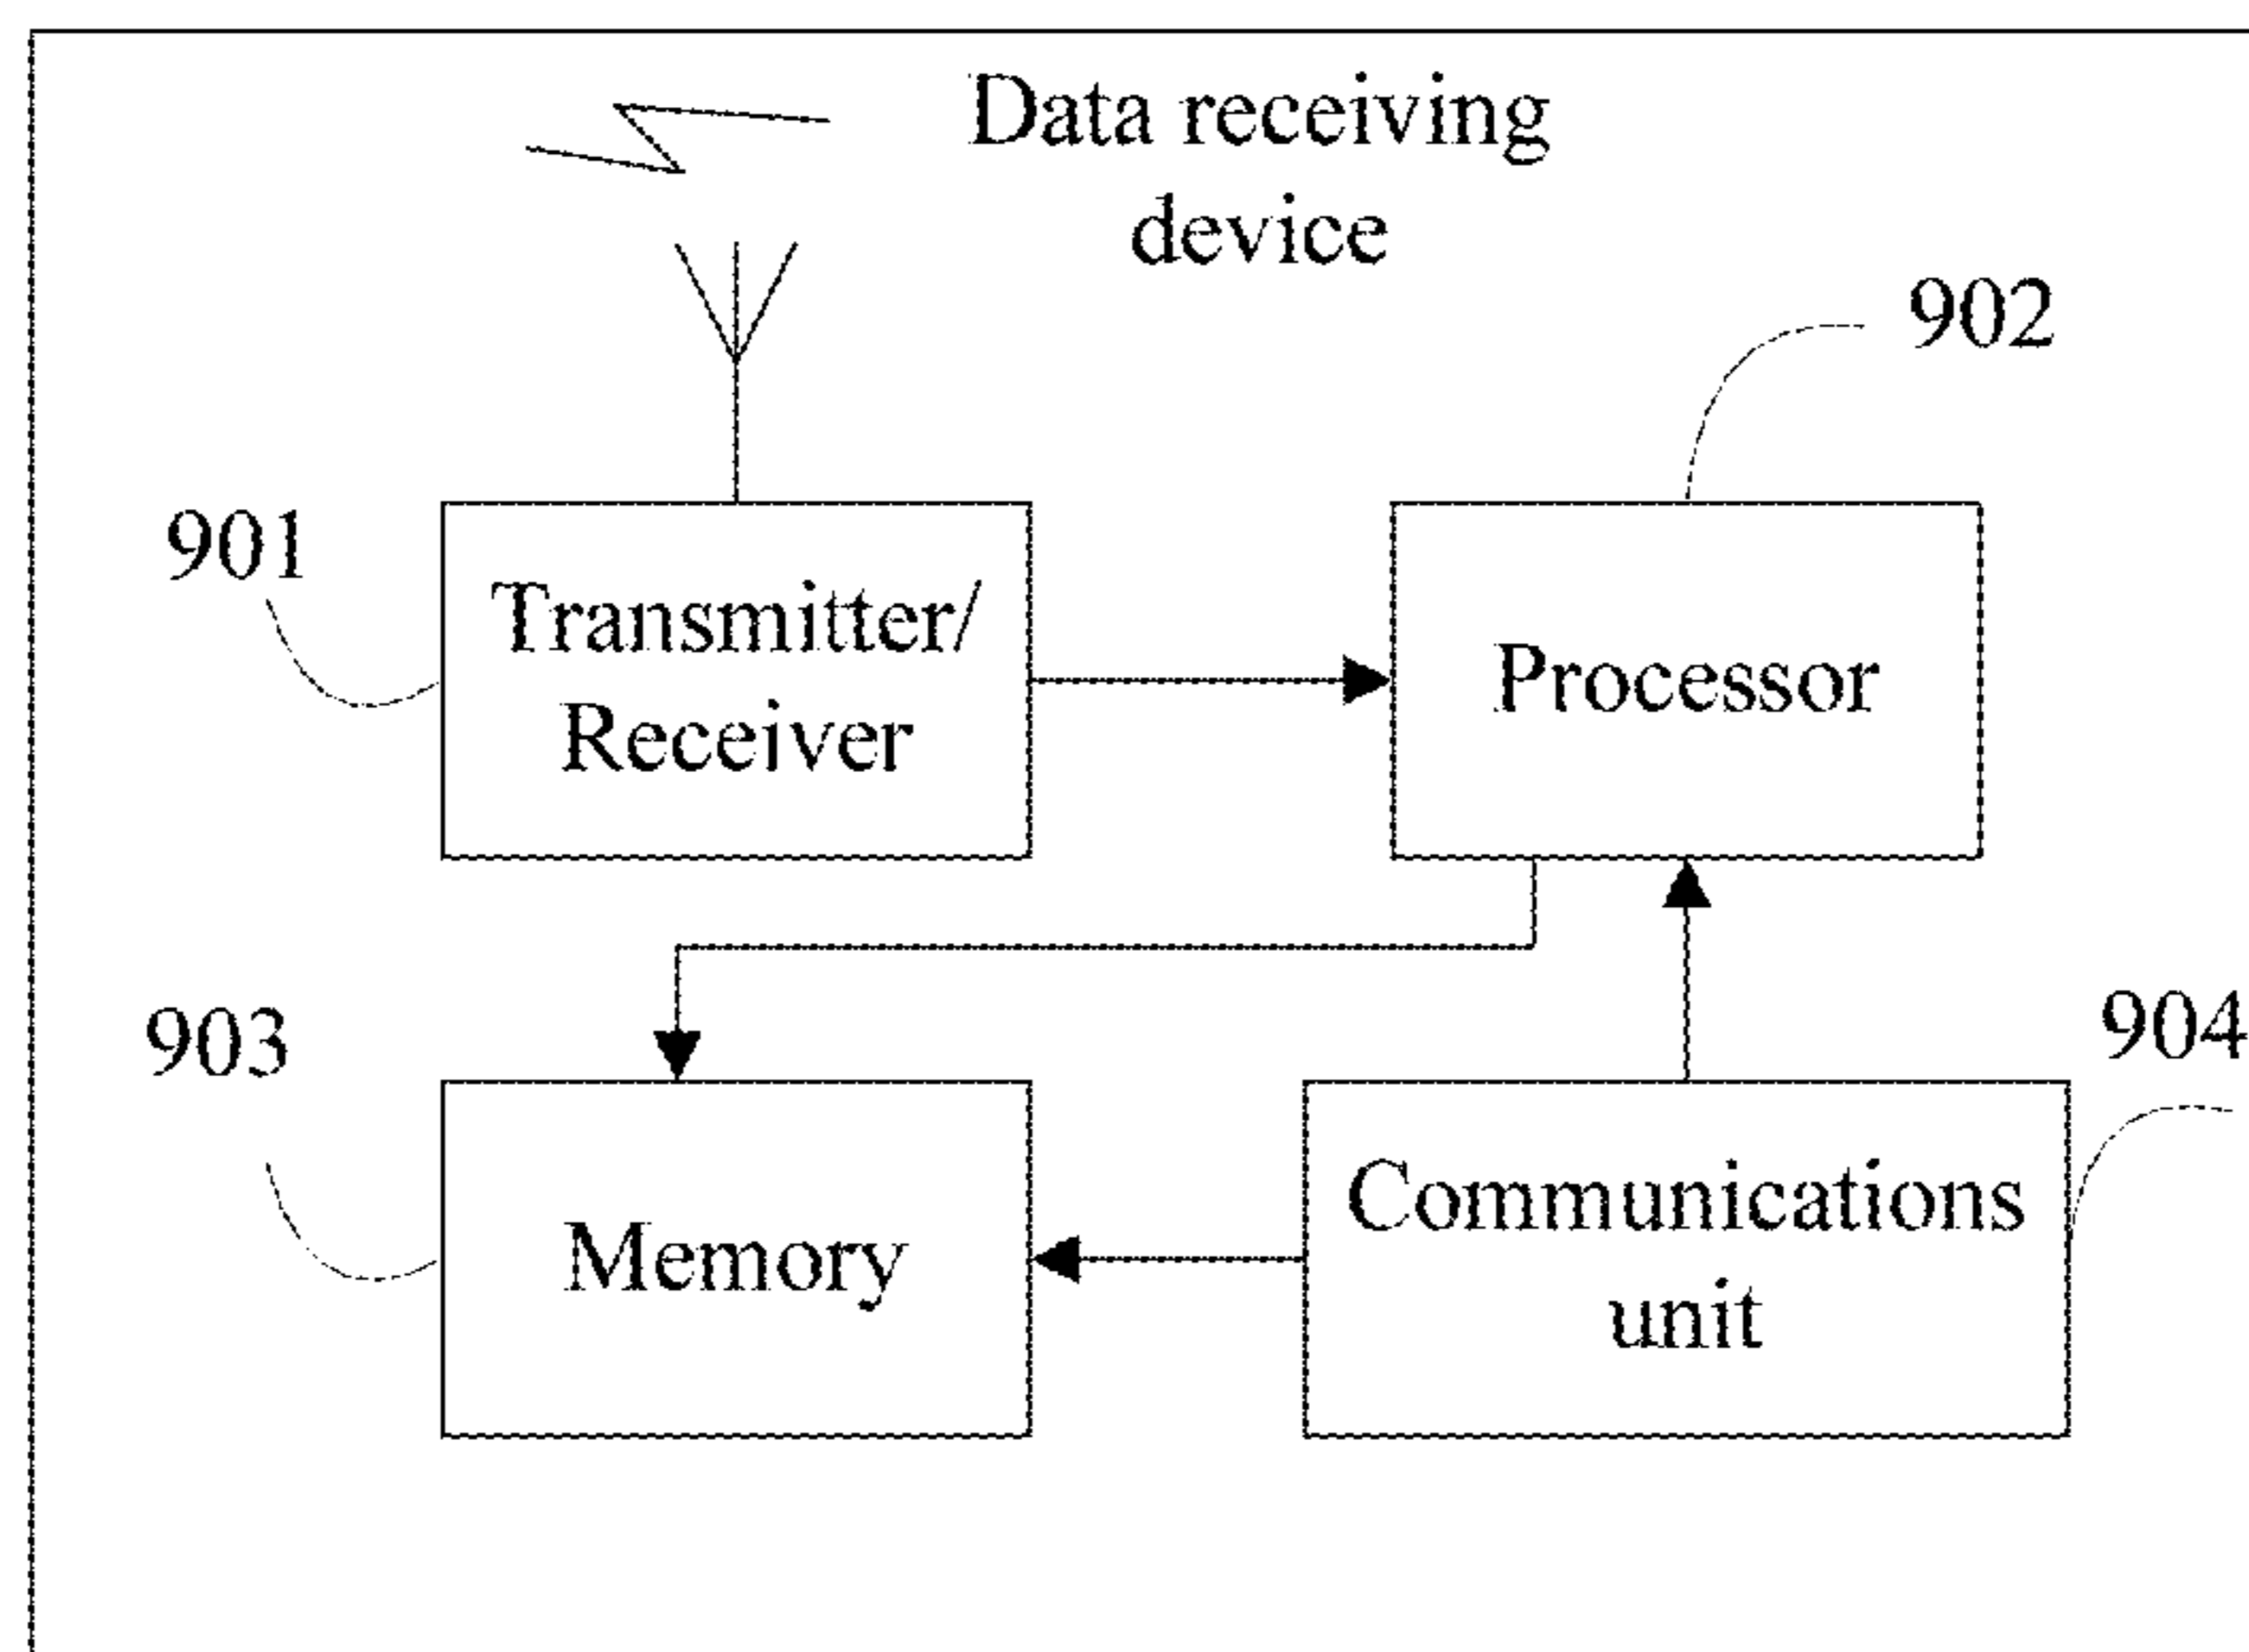 Data receiving
device
902
901
Transmitter/
Receiver
Processor
903
904
Memory
Communications
unit